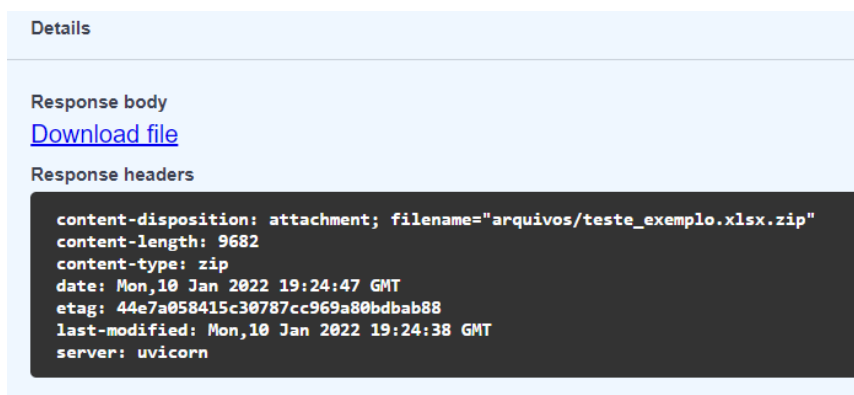 Details
Response body
Download file
Response headers
content-disposition: attachment; filename="arquivos/teste_exemplo.xlsx.zip"
content-length: 9682
content-type: zip
date: Mon,10 Jan 2022 19:24:47 GMT
etag: 44e7a058415c30787cc969a80bdbab88
last-modified: Mon,10 Jan 2022 19:24:38 GMT
server: uvicorn